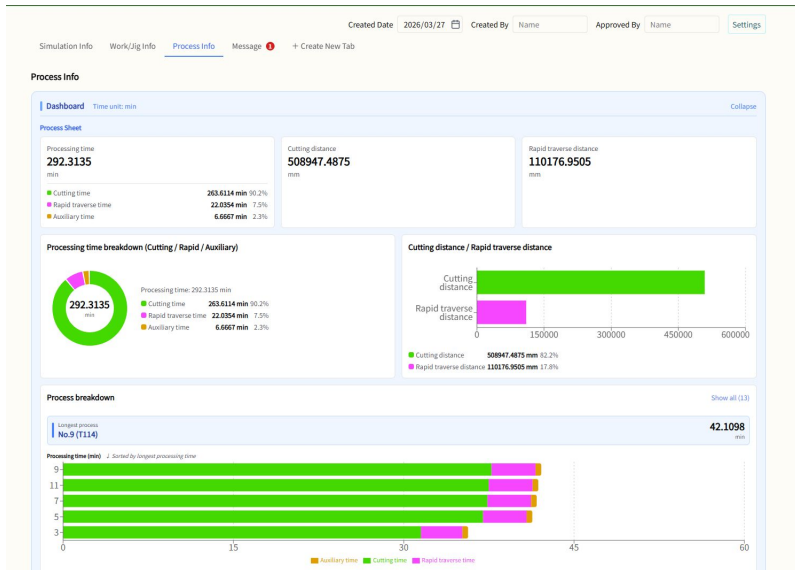 Created Date 2026/03/27 Created By Name Approved By Name Settings
Simulation Info Work/Jig Info Process Info Message 1 + Create New Tab
Process Info
Dashboard Time unit: min Collapse
Process Sheet
Processing time
292.3135
min
Cutting time 263.6114 min 90.2%
Rapid traverse time 22.0354 min 7.5%
Auxiliary time 6.6667 min 2.3%
Cutting distance
508947.4875
mm
Rapid traverse distance
110176.9505
mm
Processing time breakdown (Cutting / Rapid / Auxiliary)
292.3135
min
Processing time: 292.3135 min
Cutting time 263.6114 min 90.2%
Rapid traverse time 22.0354 min 7.5%
Auxiliary time 6.6667 min 2.3%
Cutting distance / Rapid traverse distance
Cutting
distance
Rapid traverse
distance
0 150000 300000 450000 600000
Cutting distance 508947.4875 mm 82.2%
Rapid traverse distance 110176.9505 mm 17.8%
Process breakdown Show all (13)
Longest process
No.9 (T114)
42.1098
min
Processing time (min) ↓ Sorted by longest processing time
9
11
7
5
3
0 15 30 45 60
Auxiliary time Cutting time Rapid traverse time